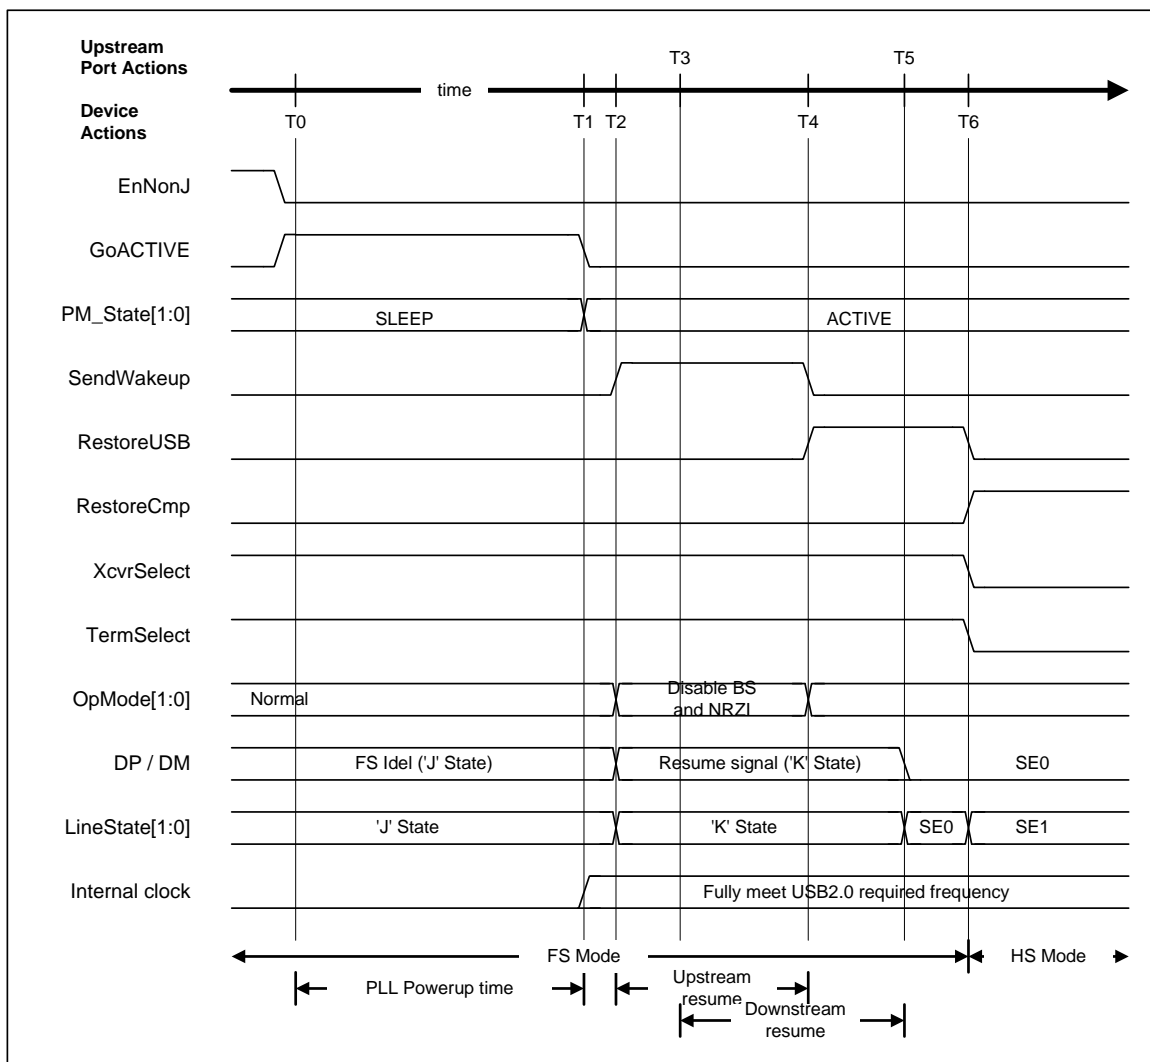 Upstream
Port Actions
T3
T5
time
Device
Actions
T0
T1
T2
T4
T6
EnNonJ
GoACTIVE
PM_State[1:0]
SLEEP
ACTIVE
SendWakeup
RestoreUSB
RestoreCmp
XcvrSelect
TermSelect
OpMode[1:0]
Normal
Disable BS
and NRZI
DP / DM
FS Idel ('J' State)
Resume signal ('K' State)
SE0
LineState[1:0]
'J' State
'K' State
SE0
SE1
Internal clock
Fully meet USB2.0 required frequency
FS Mode
HS Mode
PLL Powerup time
Upstream
resume
Downstream
resume